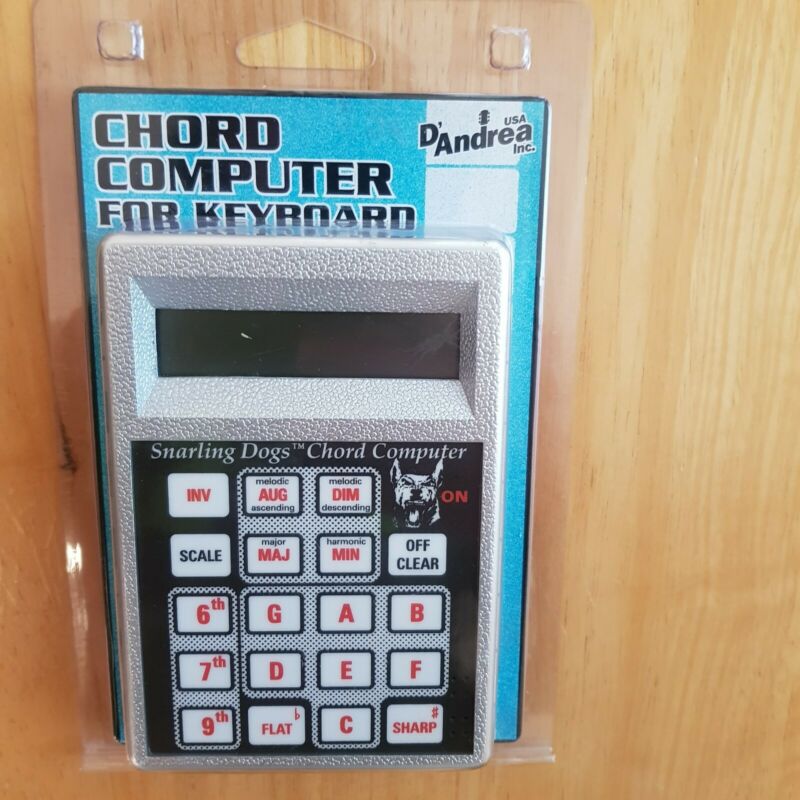 CHORD
COMPUTER
FOR KEYBOARD
D'Andrea
USA
Inc.
Snarling Dogs™ Chord Computer
INV
melodic
AUG
ascending
melodic
DIM
descending
ON
SCALE
major
MAJ
harmonic
MIN
OFF
CLEAR
6th
G
A
B
7th
D
E
F
9th
FLAT ♭
C
SHARP ♯